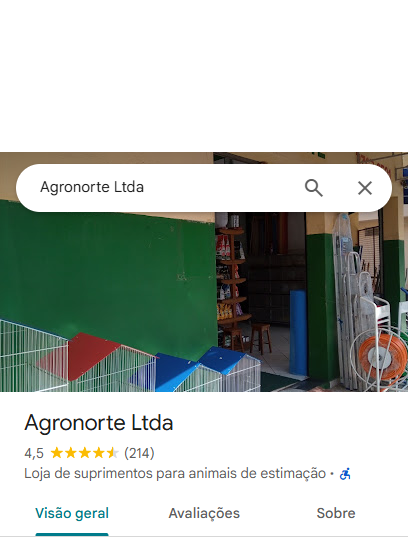 Agronorte Ltda
Agronorte Ltda
4,5 (214)
Loja de suprimentos para animais de estimação ·
Visão geral Avaliações Sobre